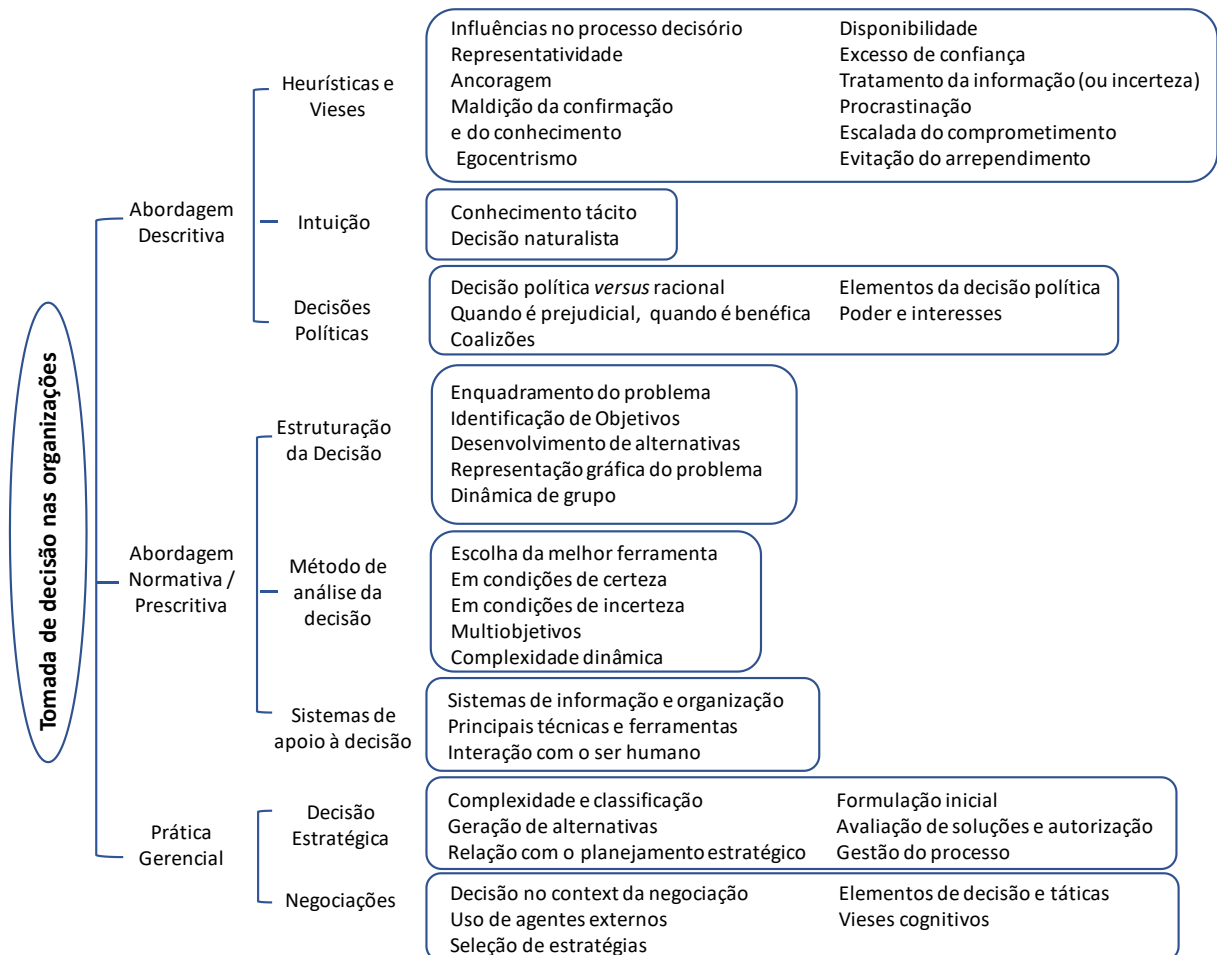 Tomada de decisão nas organizações
Abordagem
Descritiva
Heurísticas e
Vieses
Influências no processo decisório
Representatividade
Ancoragem
Maldição da confirmação
e do conhecimento
Egocentrismo
Disponibilidade
Excesso de confiança
Tratamento da informação (ou incerteza)
Procrastinação
Escalada do comprometimento
Evitação do arrependimento
Intuição
Conhecimento tácito
Decisão naturalista
Decisões
Políticas
Decisão política versus racional
Quando é prejudicial, quando é benéfica
Coalizões
Elementos da decisão política
Poder e interesses
Abordagem
Normativa /
Prescritiva
Estruturação
da Decisão
Enquadramento do problema
Identificação de Objetivos
Desenvolvimento de alternativas
Representação gráfica do problema
Dinâmica de grupo
Método de
análise da
decisão
Escolha da melhor ferramenta
Em condições de certeza
Em condições de incerteza
Multiobjetivos
Complexidade dinâmica
Sistemas de
apoio à decisão
Sistemas de informação e organização
Principais técnicas e ferramentas
Interação com o ser humano
Prática
Gerencial
Decisão
Estratégica
Complexidade e classificação
Geração de alternativas
Relação com o planejamento estratégico
Formulação inicial
Avaliação de soluções e autorização
Gestão do processo
Negociações
Decisão no context da negociação
Uso de agentes externos
Seleção de estratégias
Elementos de decisão e táticas
Vieses cognitivos